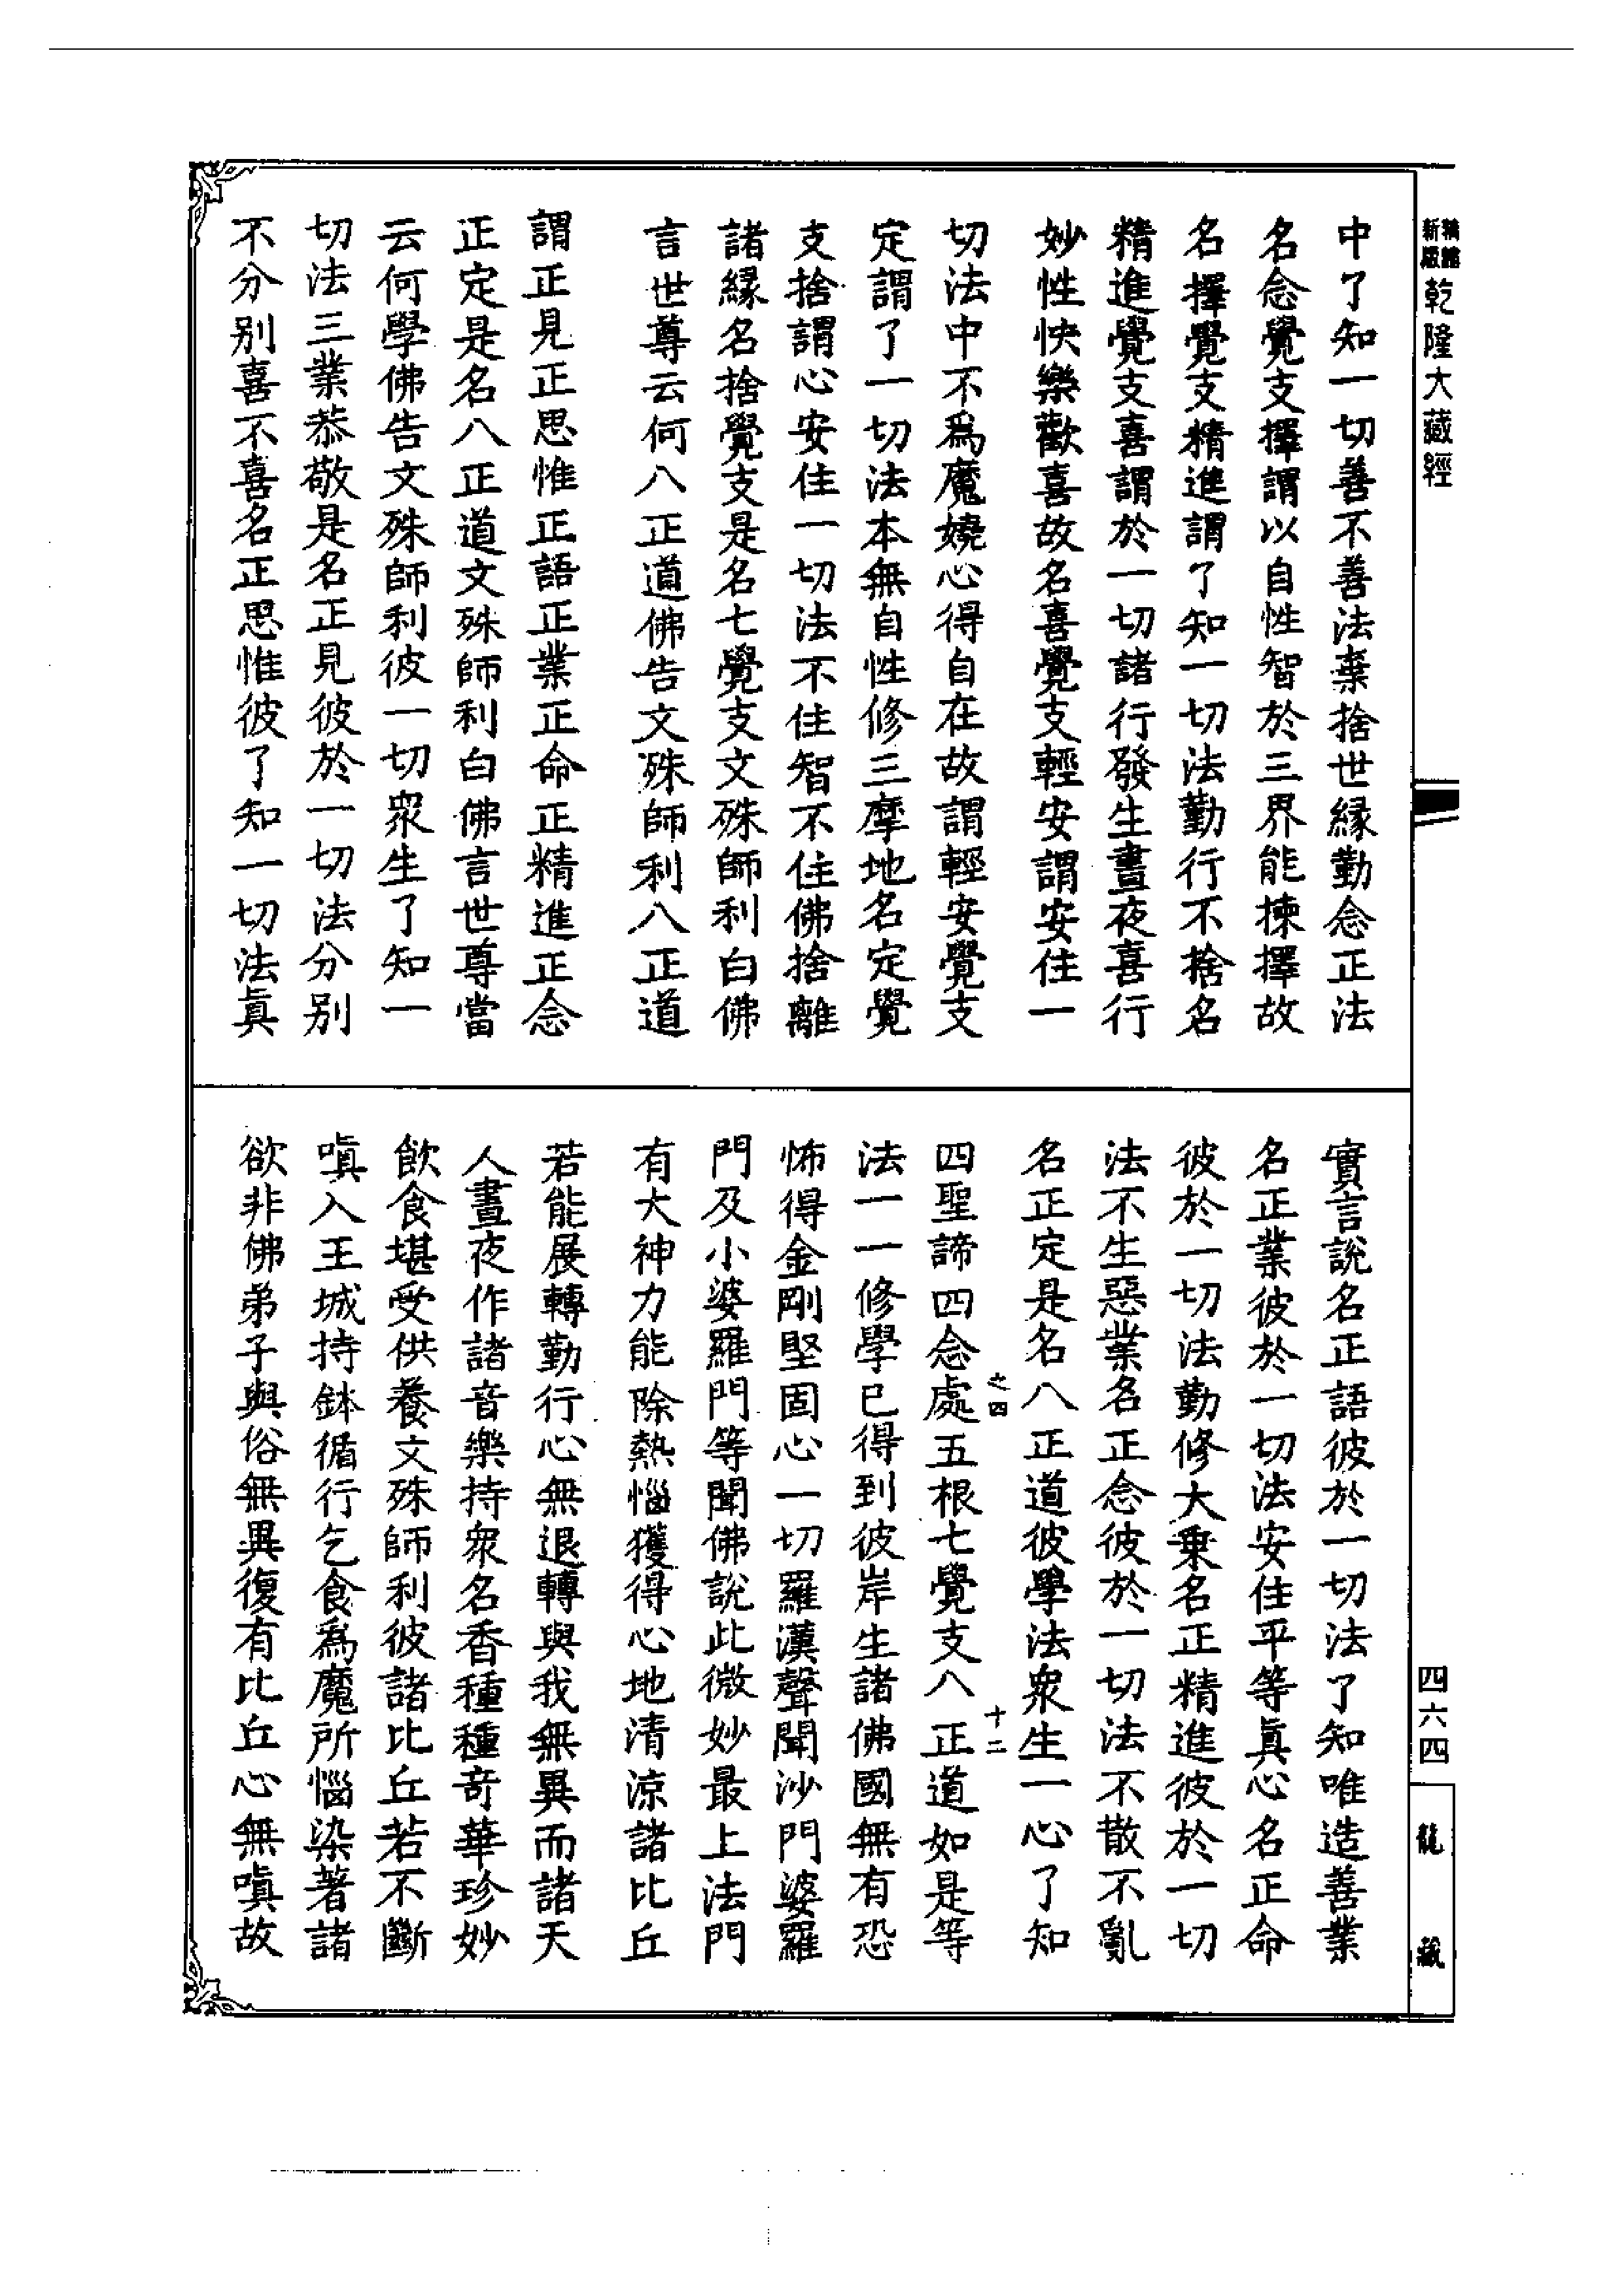 新版
乾隆大藏經
中了知一切善不善法棄捨世緣勤念正法
名念覺支擇謂以自性智於三界能揀擇故
名擇覺支精進謂了知一切法勤行不捨名
精進覺支喜謂於一切諸行發生晝夜喜行
妙性快樂歡喜故名喜覺支輕安謂安住一
切法中不爲魔嬈心得自在故謂輕安覺支
定謂了一切法本無自性修三摩地名定覺
支捨謂心安住一切法不住智不住佛捨離
諸緣名捨覺支是名七覺支文殊師利白佛
言世尊云何八正道佛告文殊師利八正道
謂正見正思惟正語正業正命正精進正念
正定是名八正道文殊師利白佛言世尊當
云何學佛告文殊師利彼一切衆生了知一
切法三業恭敬是名正見彼於一切法分别
不分别喜不喜名正思惟彼了知一切法眞
實言說名正語彼於一切法了知唯造善業
名正業彼於一切法安住平等眞心名正命
彼於一切法勤修大乗名正精進彼於一切
法不生惡業名正念彼於一切法不散不亂
名正定是名八正道彼學法衆生一心了知
之四
十二
四聖諦四念處五根七覺支八正道如是等
法一一修學已得到彼岸生諸佛國無有恐
怖得金剛堅固心一切羅漢聲聞沙門婆羅
門及小婆羅門等聞佛說此微妙最上法門
有大神力能除熱惱獲得心地清涼諸比丘
若能展轉勤行心無退轉與我無異而諸天
人晝夜作諸音樂持衆名香種種奇華珍妙
飲食堪受供養文殊師利彼諸比丘若不斷
嗔入王城持鉢循行乞食爲魔所惱染著諸
欲非佛弟子與俗無異復有比丘心無嗔故
四六四
龍藏